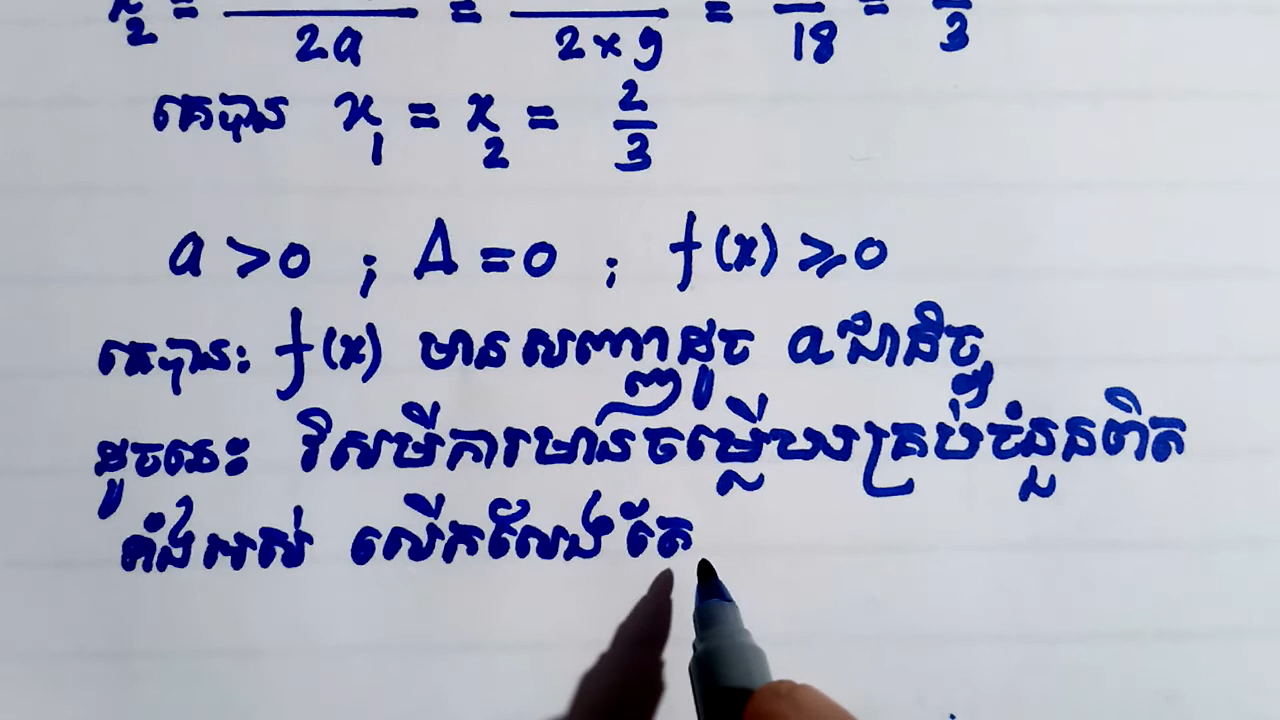 x₂ = ―/2a = ―/2×9 = ―/18 = ―/3
គេបាន x₁ = x₂ = 2/3
a > 0 ; Δ = 0 ; f(x) ⩾ 0
គេបាន: f(x) មានសញ្ញាដូច a ជានិច្ច
ដូចនេះ វិសមីការមានចម្លើយគ្រប់ចំនួនពិត
ទាំងអស់ លើកលែងតែ